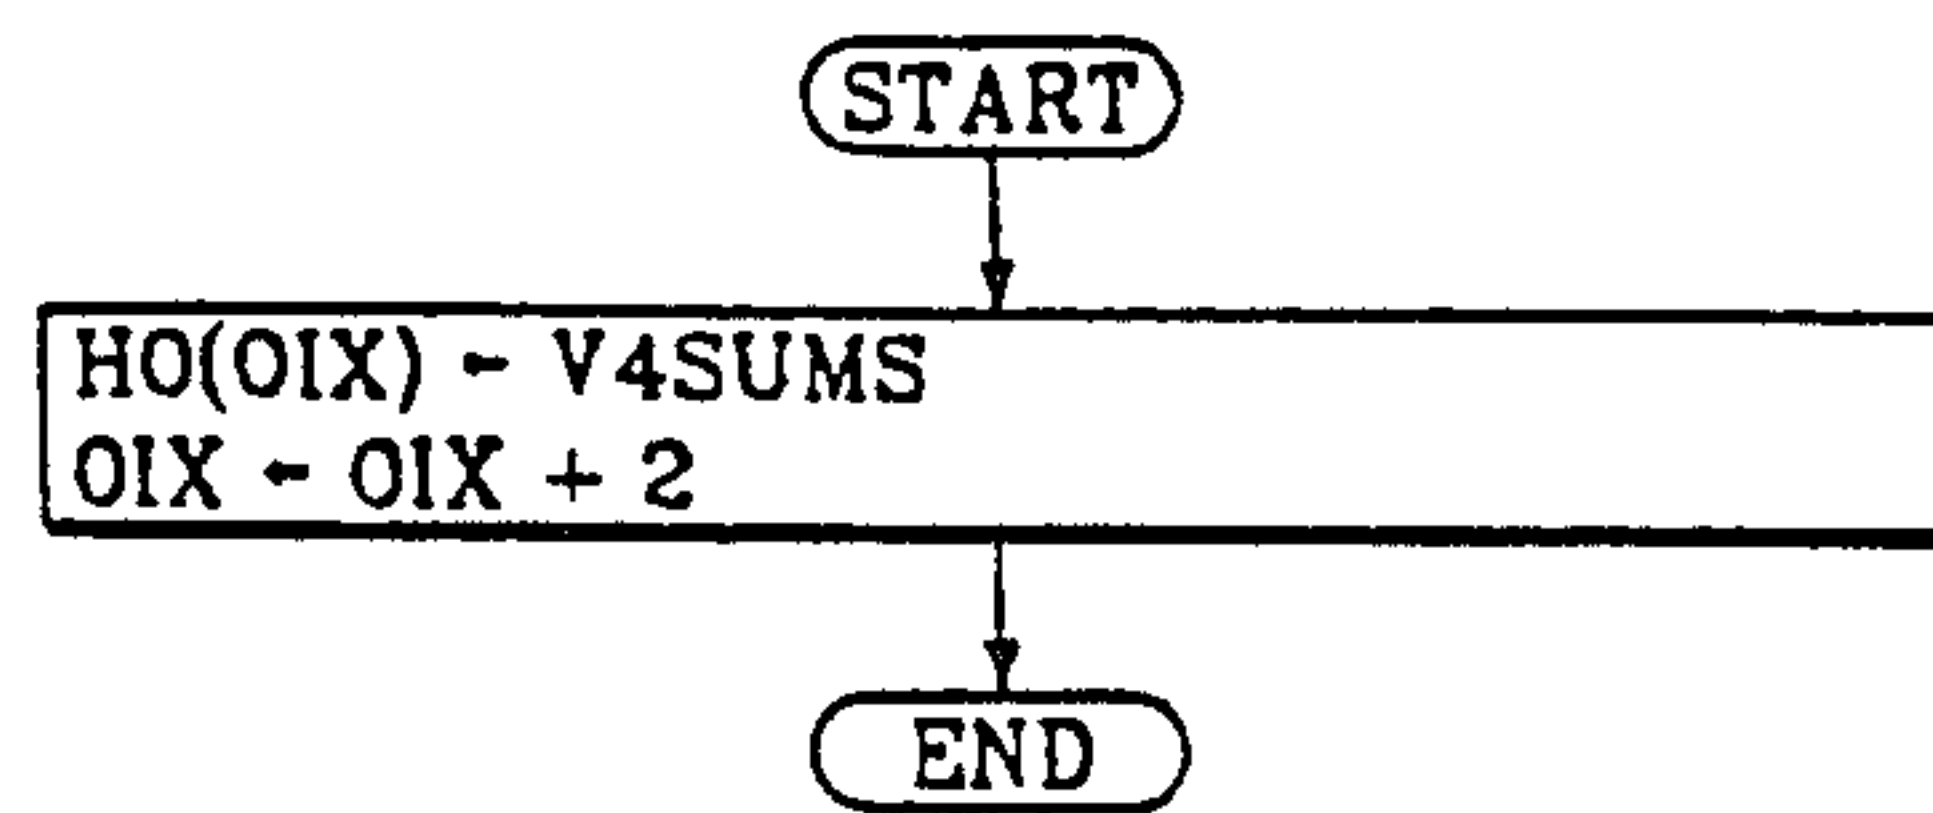 START
HO(OIX) ← V4SUMS
OIX ← OIX + 2
END